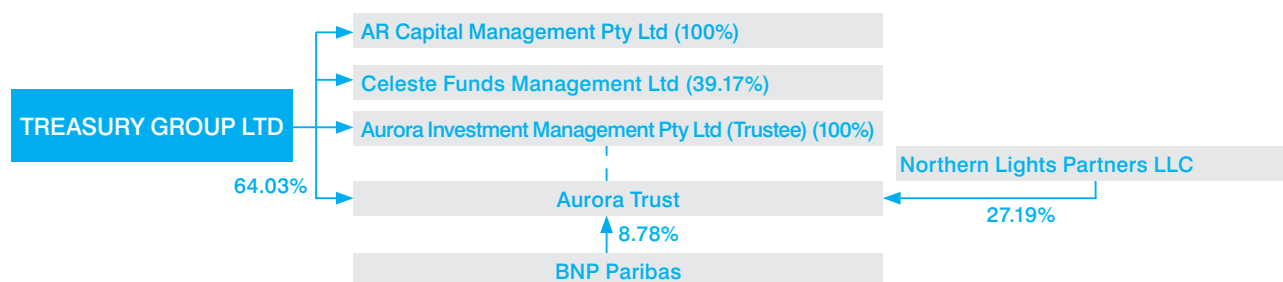 AR Capital Management Pty Ltd (100%)
Celeste Funds Management Ltd (39.17%)
TREASURY GROUP LTD
Aurora Investment Management Pty Ltd (Trustee) (100%)
Northern Lights Partners LLC
64.03%
Aurora Trust
27.19%
8.78%
BNP Paribas